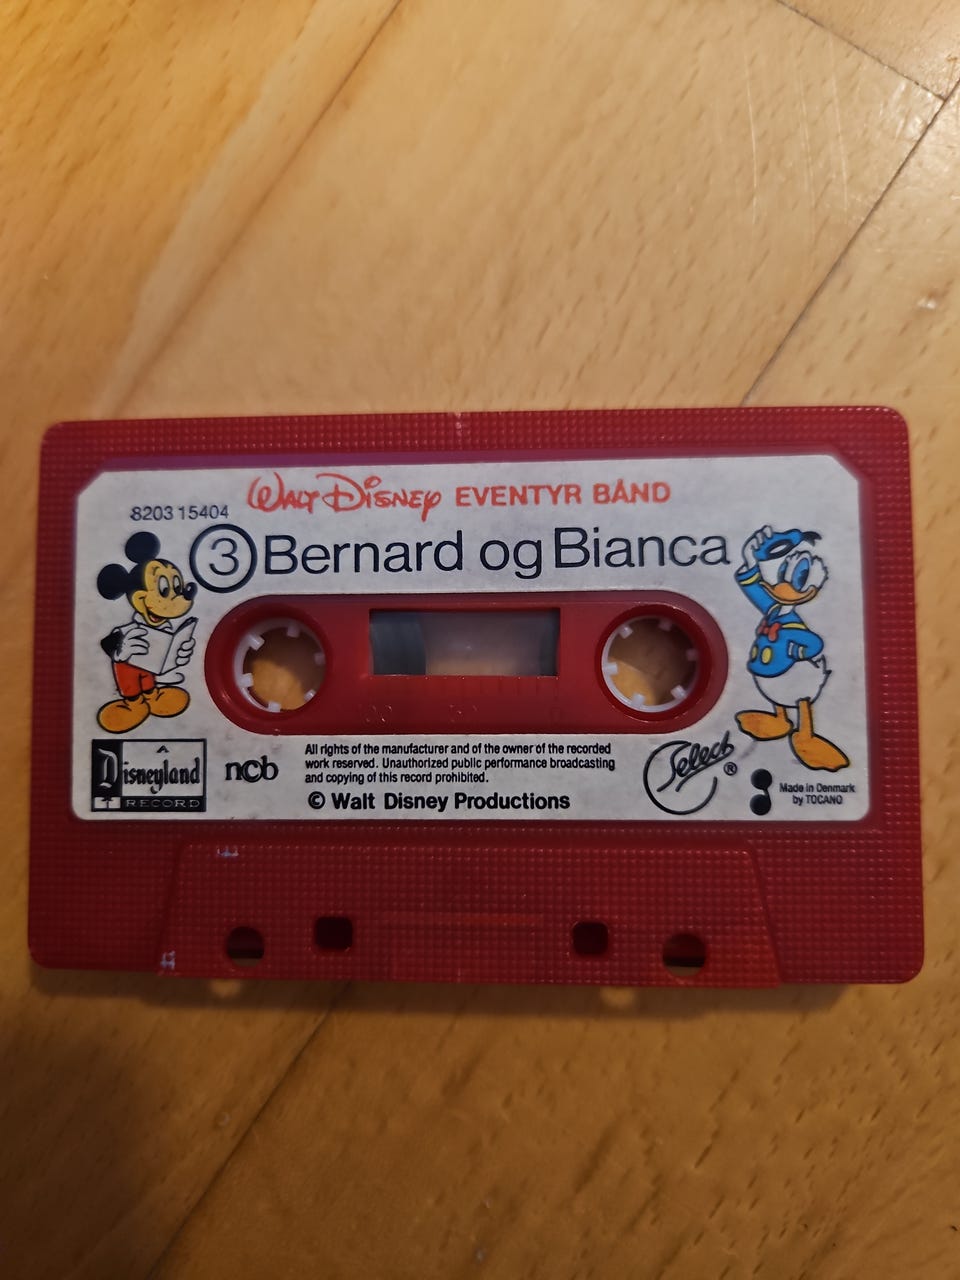 WALT DISNEY EVENTYR BÅND
8203 15404
3 Bernard og Bianca
Disneyland
RECORD
ncb
All rights of the manufacturer and of the owner of the recorded
work reserved. Unauthorized public performance broadcasting
and copying of this record prohibited.
© Walt Disney Productions
Select ®
Made in Denmark
by TOCANO